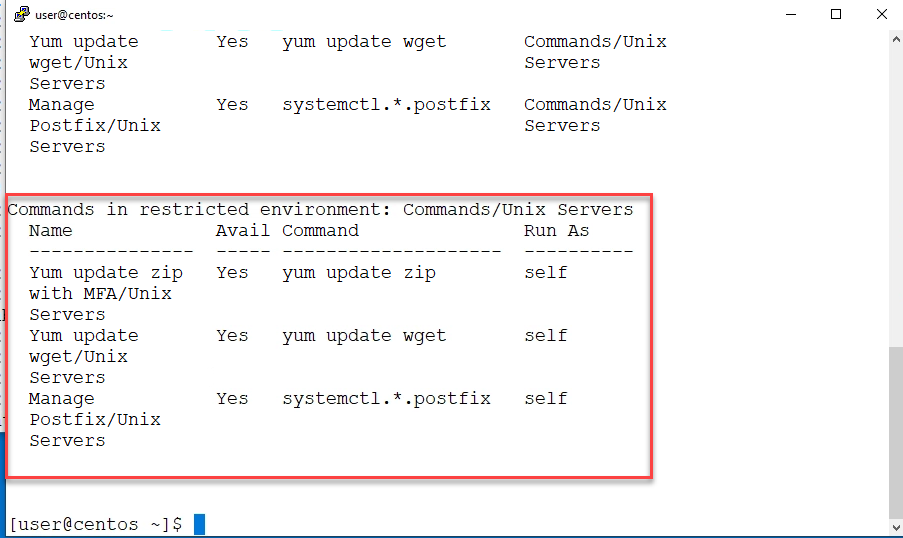 user@centos:~
Yum update Yes yum update wget Commands/Unix
wget/Unix Servers
Servers
Manage Yes systemctl.*.postfix Commands/Unix
Postfix/Unix Servers
Servers
Commands in restricted environment: Commands/Unix Servers
Name Avail Command Run As
--------------- ----- -------------------- ----------
Yum update zip Yes yum update zip self
with MFA/Unix
Servers
Yum update Yes yum update wget self
wget/Unix
Servers
Manage Yes systemctl.*.postfix self
Postfix/Unix
Servers
[user@centos ~]$